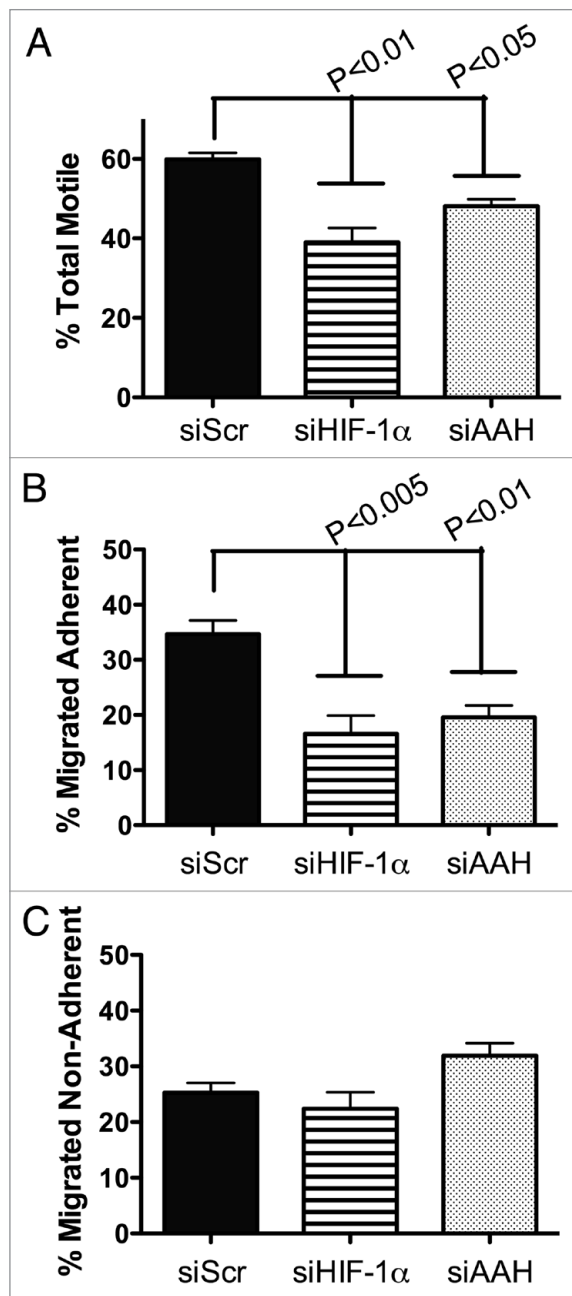 A
P<0.01
P<0.05
% Total Motile
60
40
20
0
siScr
siHIF-1α
siAAH
B
P<0.005
P<0.01
% Migrated Adherent
50
40
30
20
10
0
siScr
siHIF-1α
siAAH
C
% Migrated Non-Adherent
50
40
30
20
10
0
siScr
siHIF-1α
siAAH